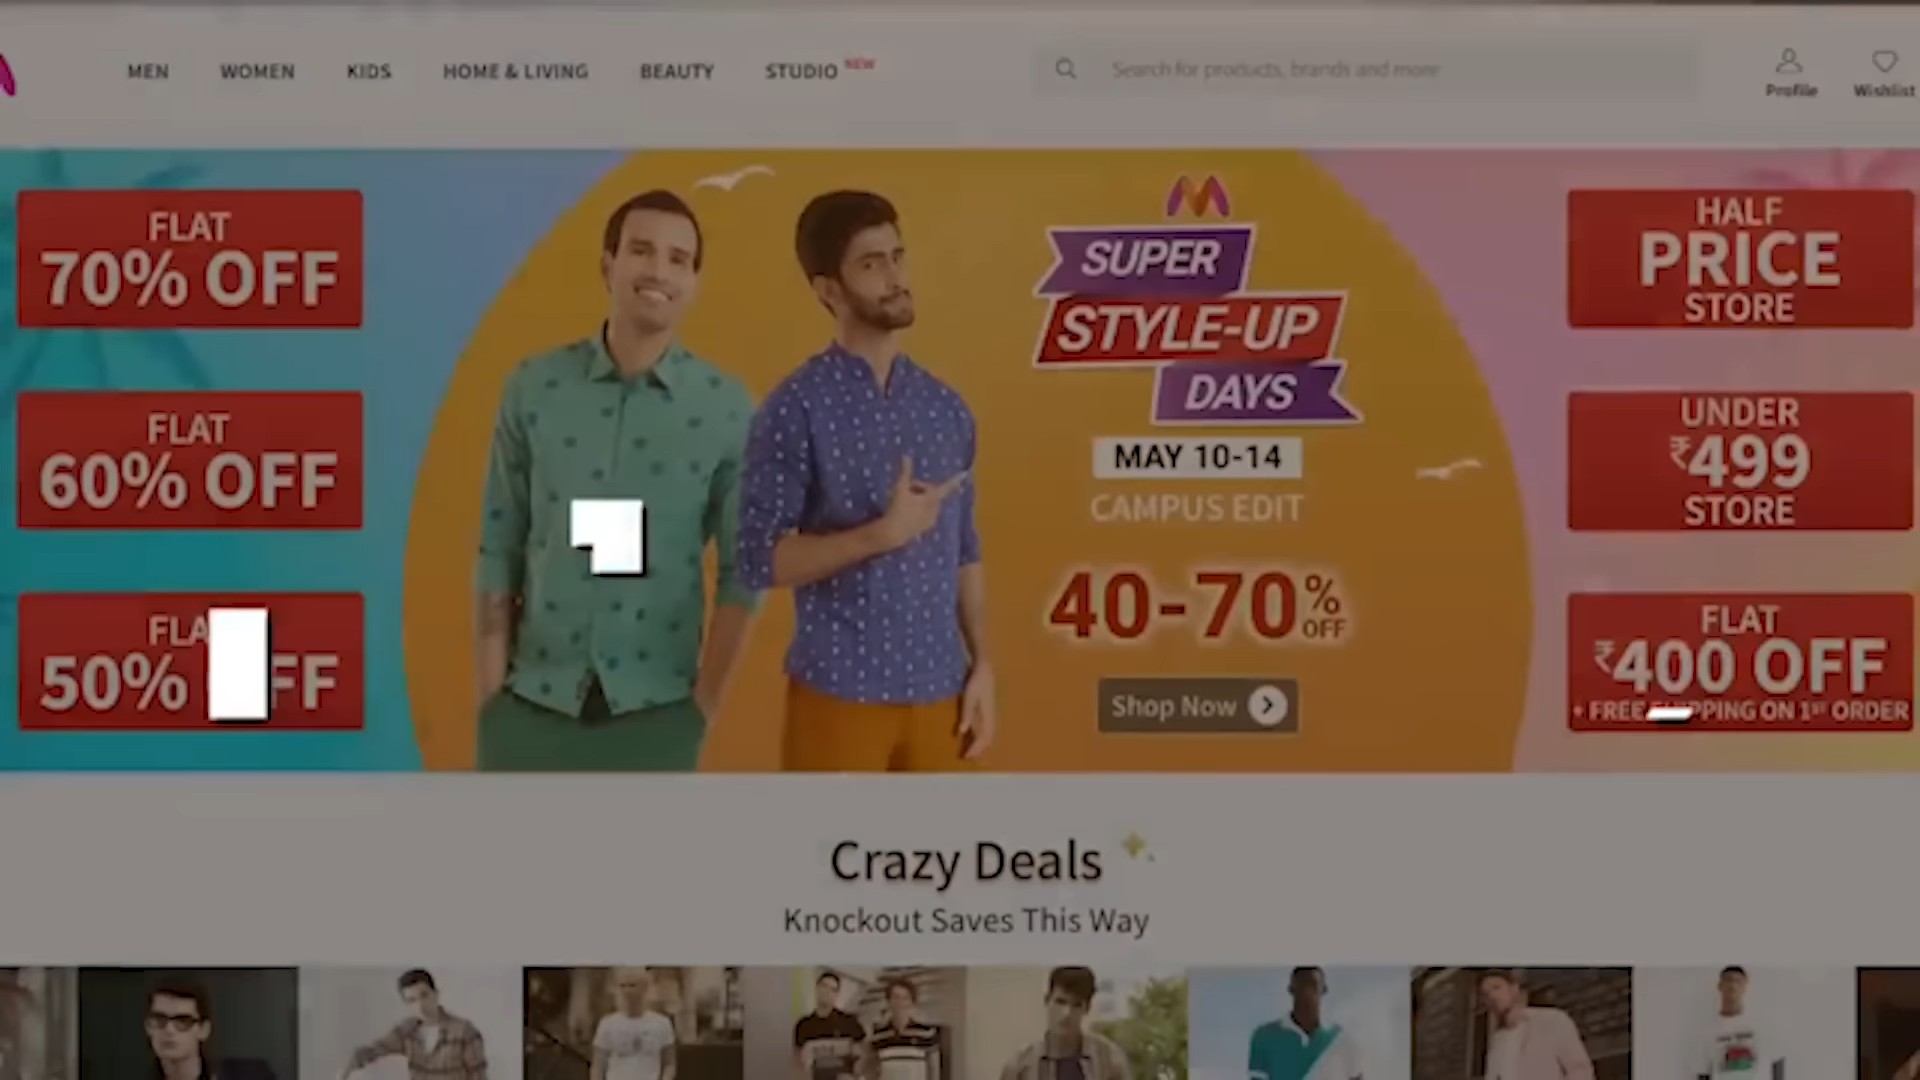 MEN WOMEN KIDS HOME & LIVING BEAUTY STUDIO NEW
Search for products, brands and more
Profile Wishlist
FLAT
70% OFF
FLAT
60% OFF
50%
SUPER
STYLE-UP
DAYS
MAY 10-14
CAMPUS EDIT
40-70% OFF
Shop Now
HALF
PRICE
STORE
UNDER
₹499
STORE
FLAT
₹400 OFF
+ FREE ON 1ST ORDER
Crazy Deals
Knockout Saves This Way